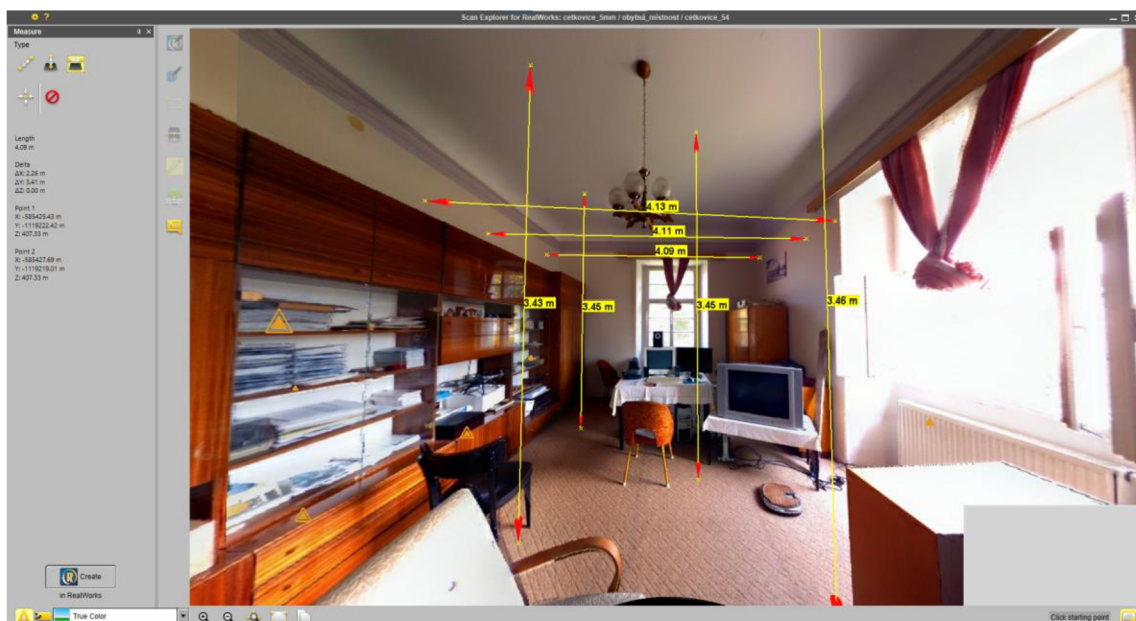 ?
Scan Explorer for RealWorks: cetkovice_5mm / obytná_místnost / cetkovice_54
Measure
Type
Length
4.09 m
Delta
ΔX: 2.26 m
ΔY: 3.41 m
ΔZ: 0.00 m
Point 1
X: -585425.43 m
Y: -1119222.42 m
Z: 407.33 m
Point 2
X: -585427.69 m
Y: -1119219.01 m
Z: 407.33 m
4.13 m
4.11 m
4.09 m
3.43 m
3.45 m
3.45 m
3.46 m
Create
in RealWorks
True Color
Click starting point